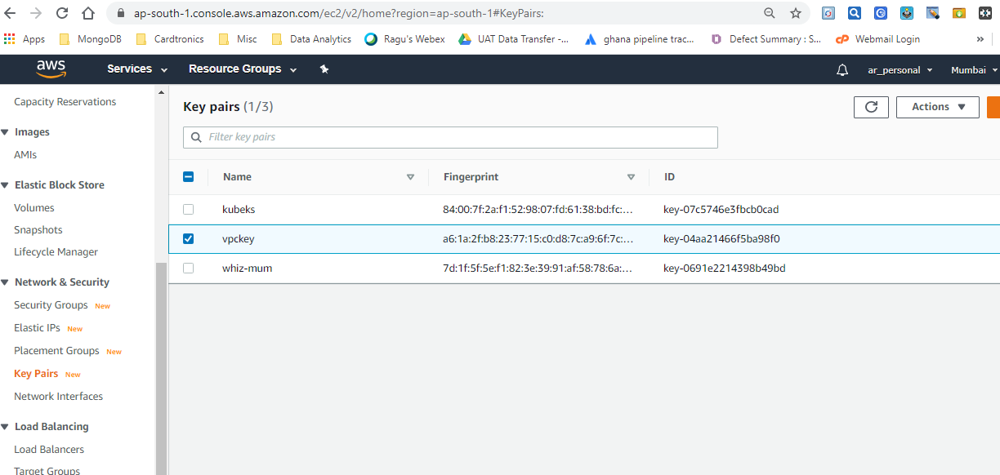 ap-south-1.console.aws.amazon.com/ec2/v2/home?region=ap-south-1#KeyPairs:
Apps MongoDB Cardtronics Misc Data Analytics Ragu's Webex UAT Data Transfer -... ghana pipeline trac... Defect Summary : S... Webmail Login »
aws Services Resource Groups ar_personal Mumbai
Capacity Reservations
Images
AMIs
Elastic Block Store
Volumes
Snapshots
Lifecycle Manager
Network & Security
Security Groups New
Elastic IPs New
Placement Groups New
Key Pairs New
Network Interfaces
Load Balancing
Load Balancers
Target Groups
Key pairs (1/3)
Actions
Filter key pairs
Name Fingerprint ID
kubeks 84:00:7f:2a:f1:52:98:07:fd:61:38:bd:fc:... key-07c5746e3fbcb0cad
vpckey a6:1a:2f:b8:23:77:15:c0:d8:7c:a9:6f:7c:... key-04aa21466f5ba98f0
whiz-mum 7d:1f:5f:5e:f1:82:3e:39:91:af:58:78:6a:... key-0691e2214398b49bd